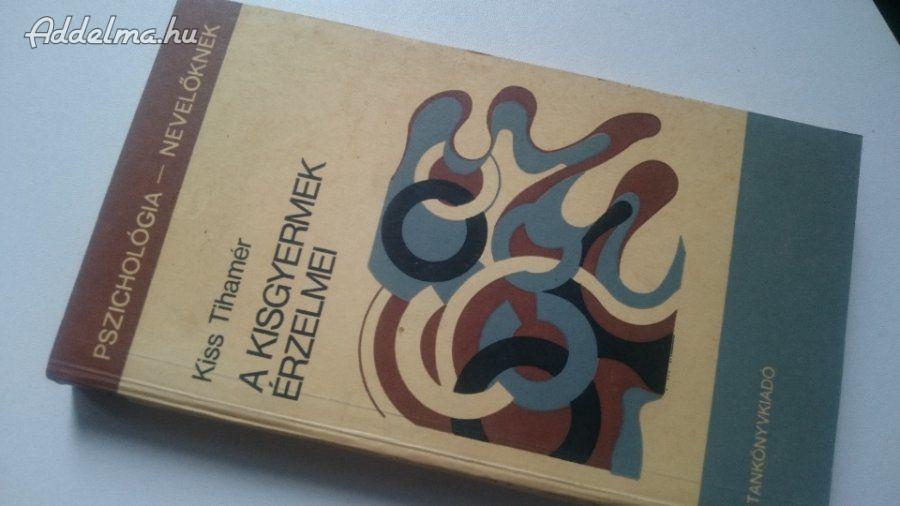 Addelma.hu
PSZICHOLÓGIA — NEVELŐKNEK
Kiss Tihamér
A KISGYERMEK
ÉRZELMEI
TANKÖNYVKIADÓ